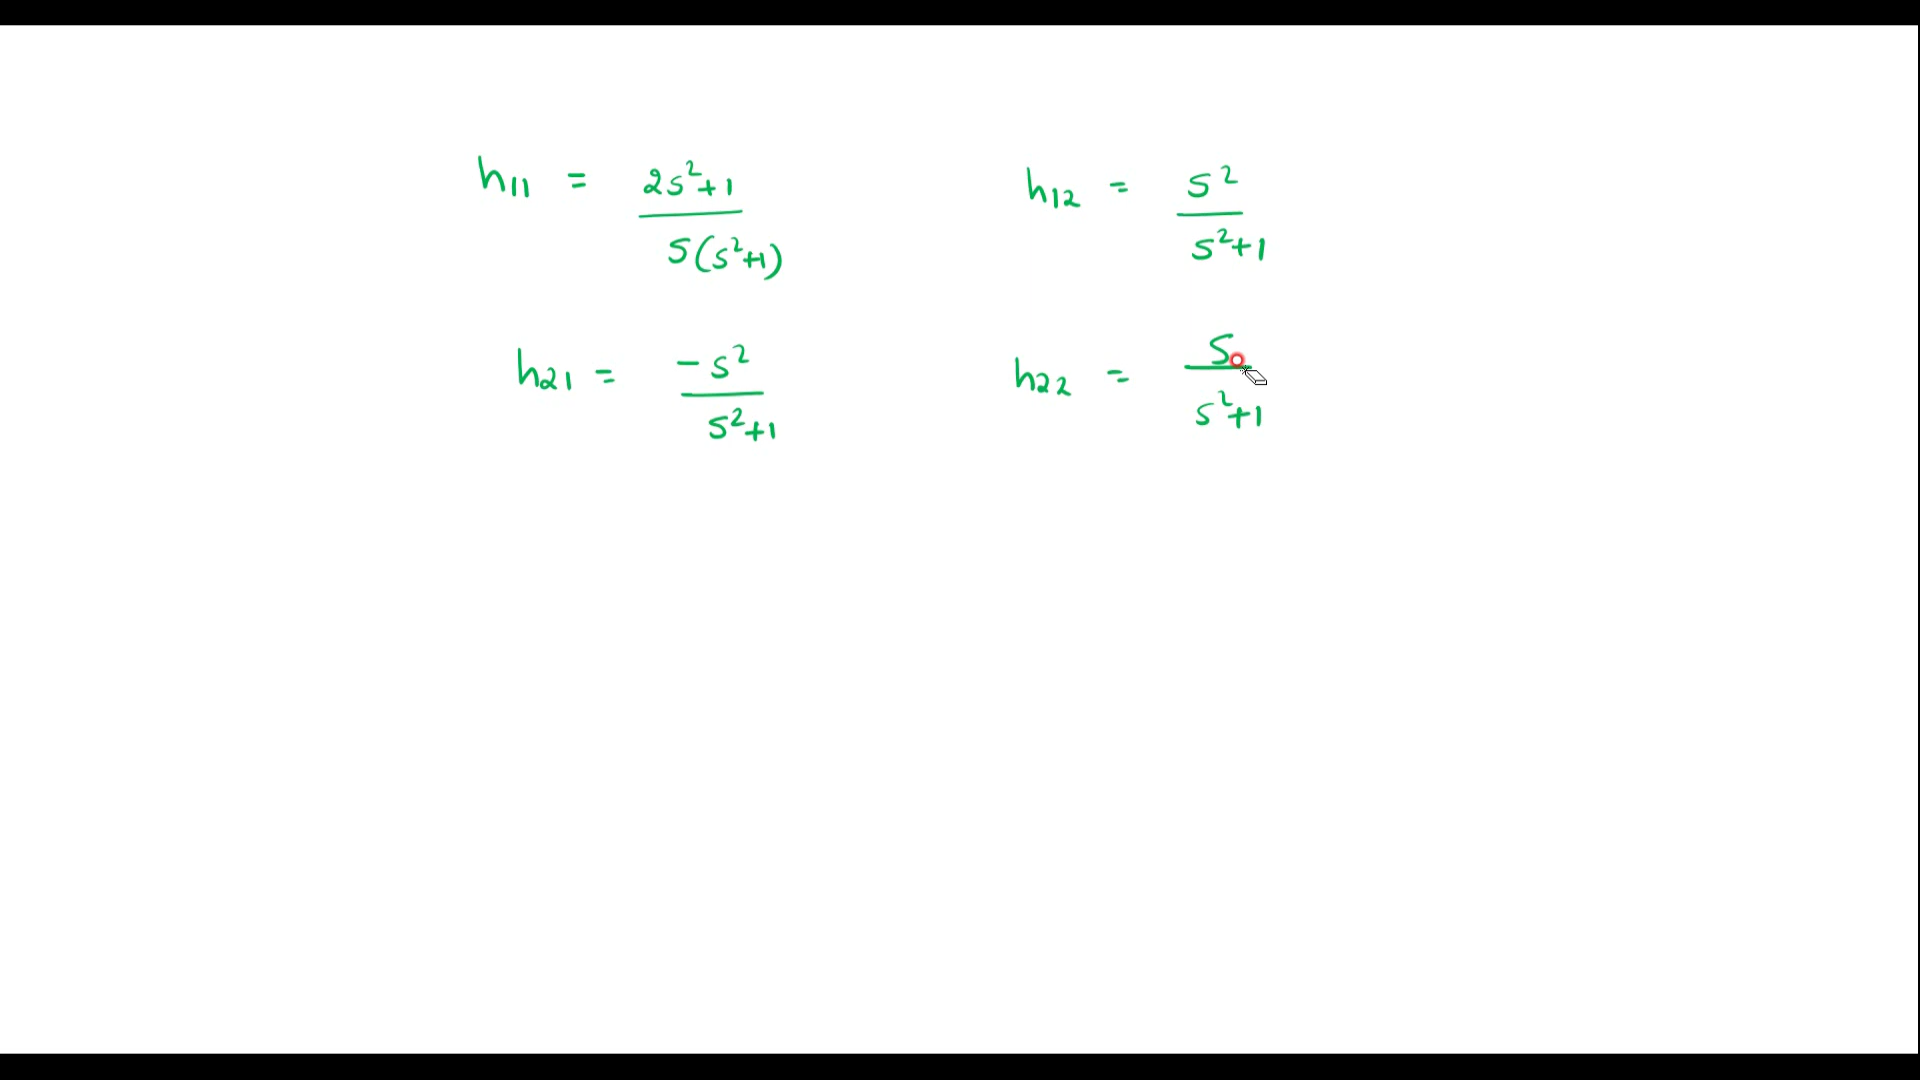 h₁₁ = (2s²+1)/(s(s²+1))    h₁₂ = s²/(s²+1)
h₂₁ = -s²/(s²+1)    h₂₂ = s/(s²+1)